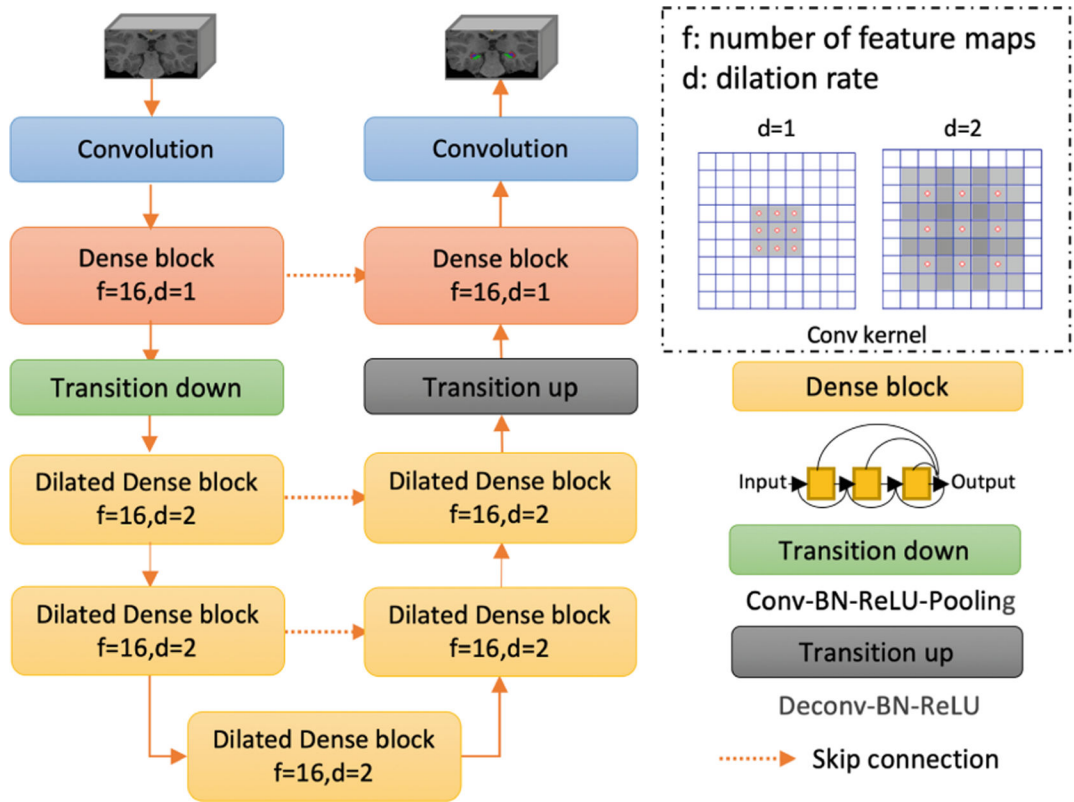 Convolution
Dense block
f=16,d=1
Transition down
Dilated Dense block
f=16,d=2
Dilated Dense block
f=16,d=2
Dilated Dense block
f=16,d=2
Convolution
Dense block
f=16,d=1
Transition up
Dilated Dense block
f=16,d=2
Dilated Dense block
f=16,d=2
f: number of feature maps
d: dilation rate
d=1
d=2
Conv kernel
Dense block
Input
Output
Transition down
Conv-BN-ReLU-Pooling
Transition up
Deconv-BN-ReLU
Skip connection